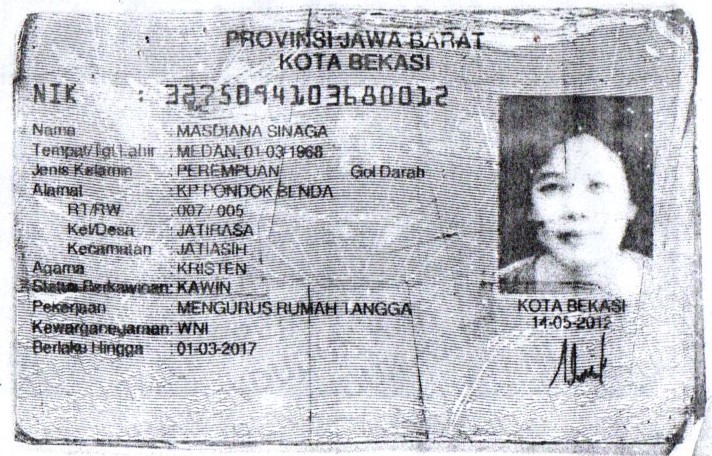 PROVINSI JAWA BARAT
KOTA BEKASI
NIK : 3275094103680012
Nama : MASDIANA SINAGA
Tempat/Tgl Lahir : MEDAN, 01-03-1968
Jenis Kelamin : PEREMPUAN Gol Darah
Alamat : KP PONDOK BENDA
RT/RW : 007 / 005
Kel/Desa : JATIRASA
Kecamatan : JATIASIH
Agama : KRISTEN
Status Perkawinan: KAWIN
Pekerjaan : MENGURUS RUMAH TANGGA
Kewarganegaraan: WNI
Berlaku Hingga : 01-03-2017
KOTA BEKASI
14-05-2012